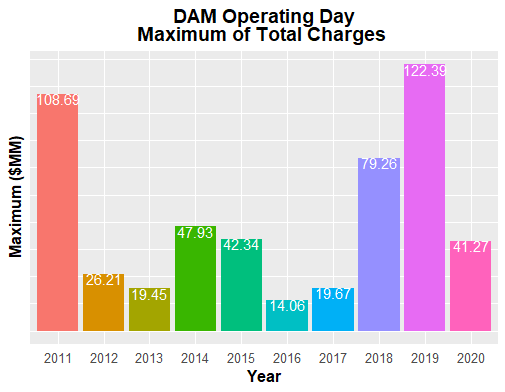 DAM Operating Day
Maximum of Total Charges
Maximum ($MM)
108.69
26.21
19.45
47.93
42.34
14.06
19.67
79.26
122.39
41.27
2011 2012 2013 2014 2015 2016 2017 2018 2019 2020
Year